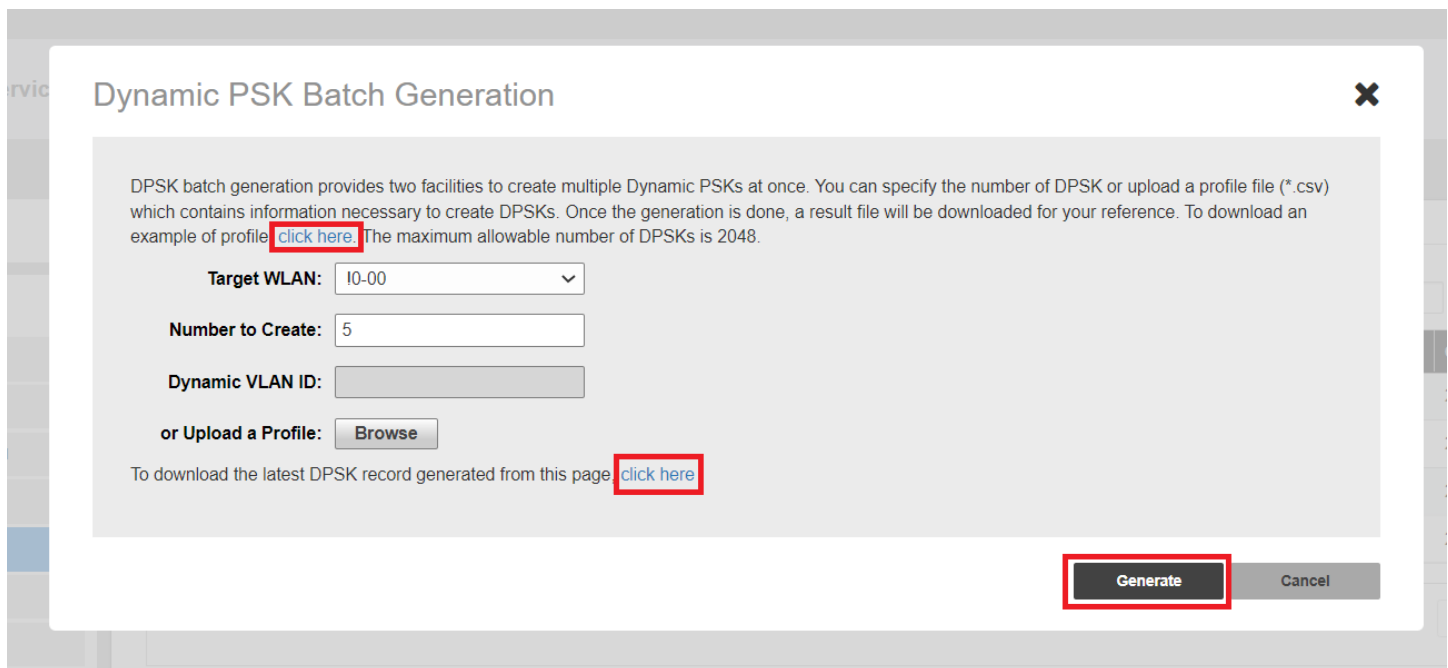 ervic
Dynamic PSK Batch Generation
DPSK batch generation provides two facilities to create multiple Dynamic PSKs at once. You can specify the number of DPSK or upload a profile file (*.csv)
which contains information necessary to create DPSKs. Once the generation is done, a result file will be downloaded for your reference. To download an
example of profile, click here. The maximum allowable number of DPSKs is 2048.
Target WLAN: !0-00
Number to Create: 5
Dynamic VLAN ID:
or Upload a Profile: Browse
To download the latest DPSK record generated from this page, click here
Generate Cancel